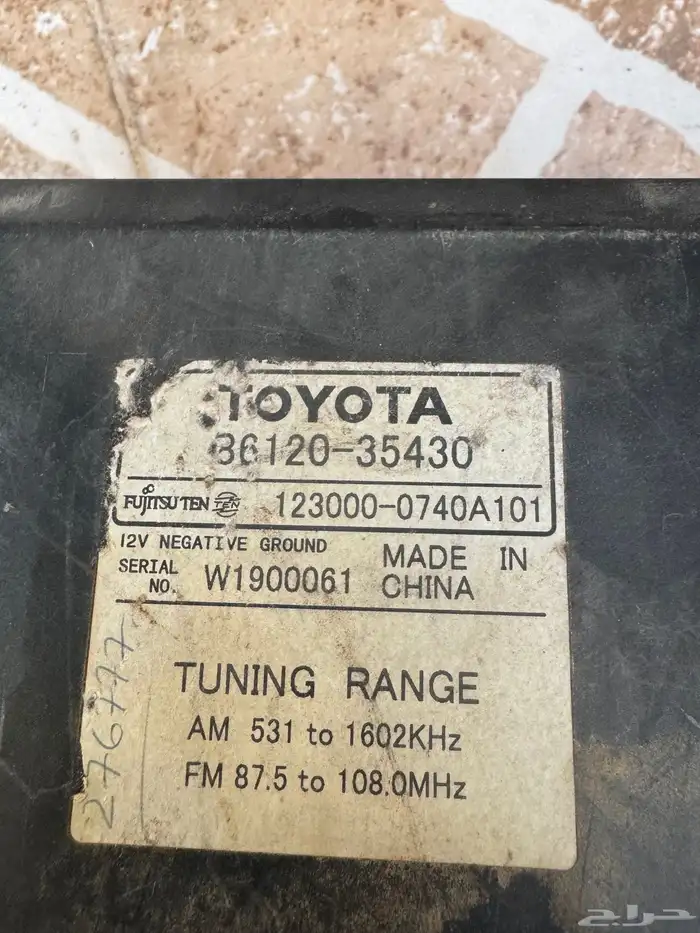 TOYOTA
86120-35430
FUJITSU TEN TEN 123000-0740A101
12V NEGATIVE GROUND
SERIAL NO. W1900061
MADE IN CHINA
TUNING RANGE
AM 531 to 1602KHz
FM 87.5 to 108.0MHz
276777
حراج